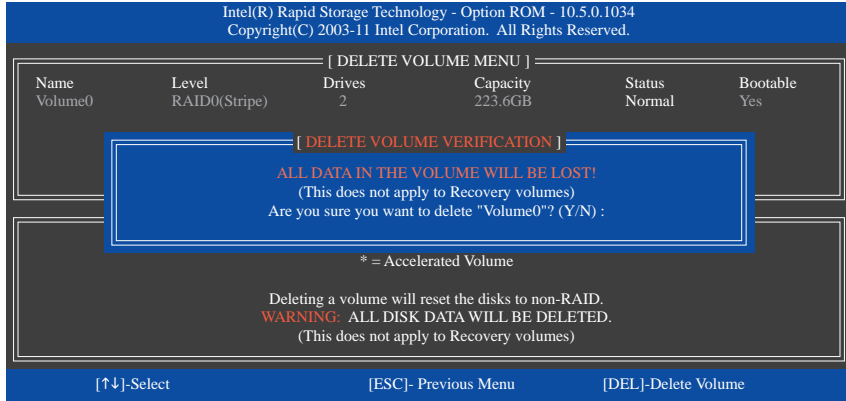 Intel(R) Rapid Storage Technology - Option ROM - 10.5.0.1034
Copyright(C) 2003-11 Intel Corporation. All Rights Reserved.
[ DELETE VOLUME MENU ]
Name Level Drives Capacity Status Bootable
Volume0 RAID0(Stripe) 2 223.6GB Normal Yes
[ DELETE VOLUME VERIFICATION ]
ALL DATA IN THE VOLUME WILL BE LOST!
(This does not apply to Recovery volumes)
Are you sure you want to delete "Volume0"? (Y/N) :
* = Accelerated Volume
Deleting a volume will reset the disks to non-RAID.
WARNING: ALL DISK DATA WILL BE DELETED.
(This does not apply to Recovery volumes)
[↑↓]-Select [ESC]- Previous Menu [DEL]-Delete Volume